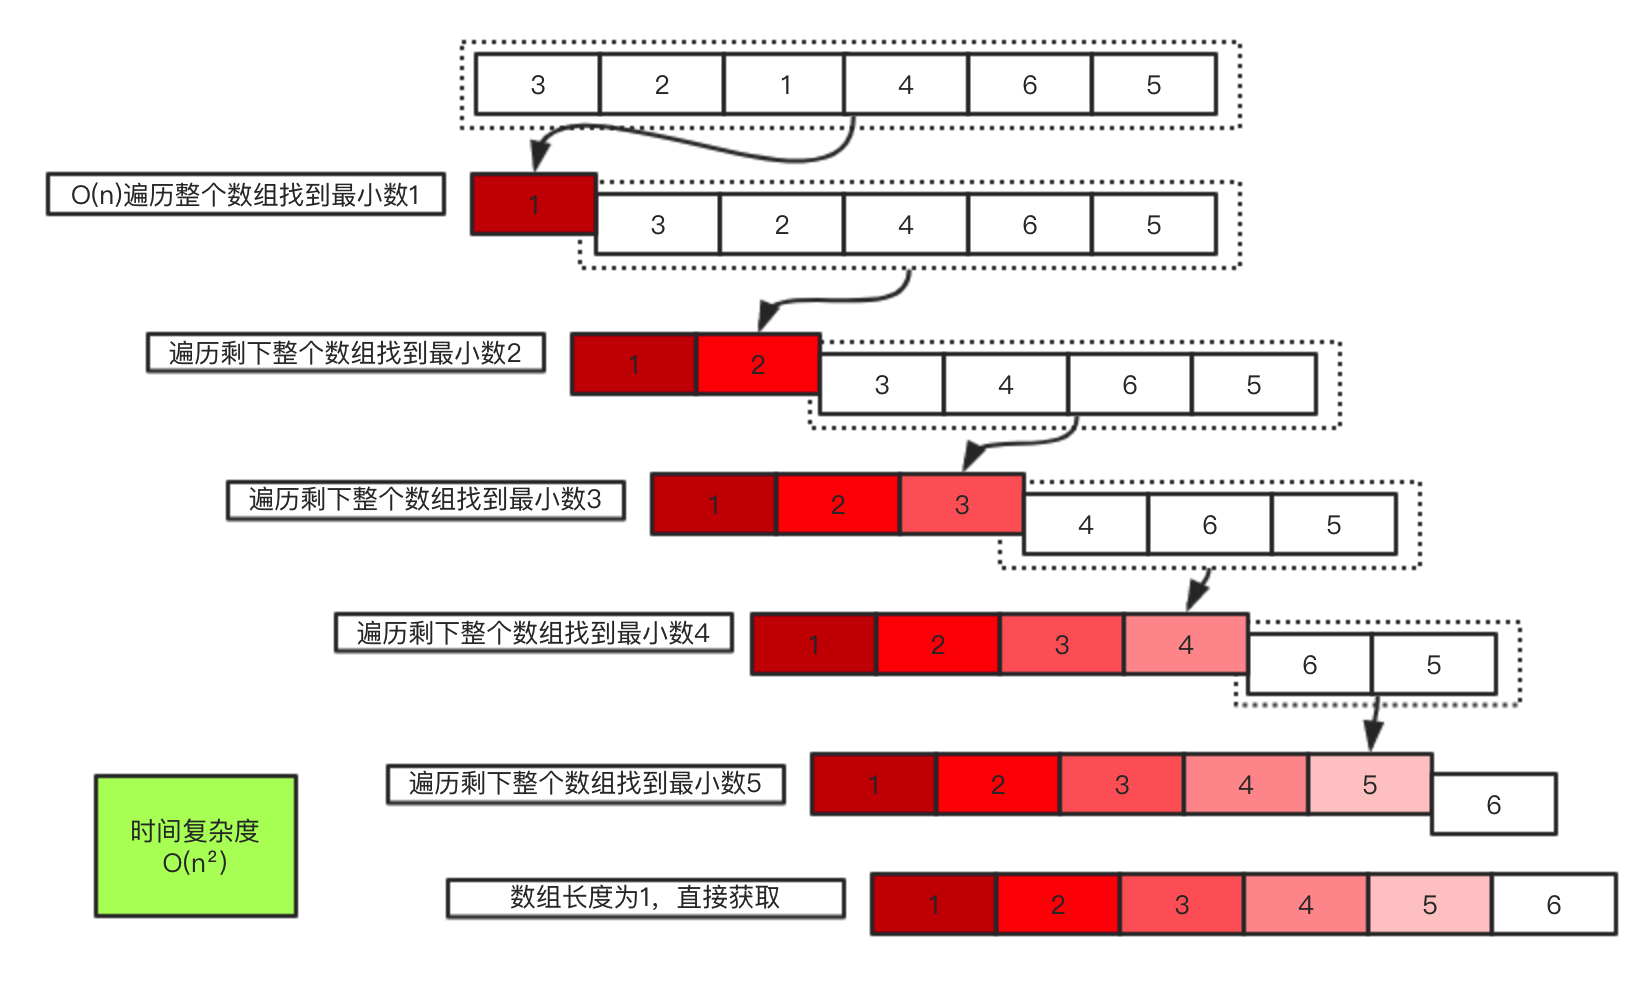 3 2 1 4 6 5
O(n)遍历整个数组找到最小数1
1 3 2 4 6 5
遍历剩下整个数组找到最小数2
1 2 3 4 6 5
遍历剩下整个数组找到最小数3
1 2 3 4 6 5
遍历剩下整个数组找到最小数4
1 2 3 4 6 5
遍历剩下整个数组找到最小数5
1 2 3 4 5 6
时间复杂度
O(n²)
数组长度为1，直接获取
1 2 3 4 5 6